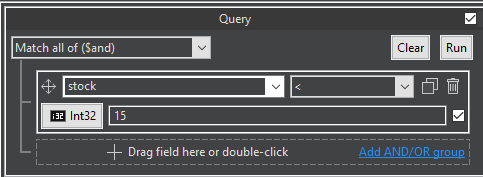 Query
Match all of ($and)
Clear
Run
stock
<
Int32
15
Drag field here or double-click
Add AND/OR group